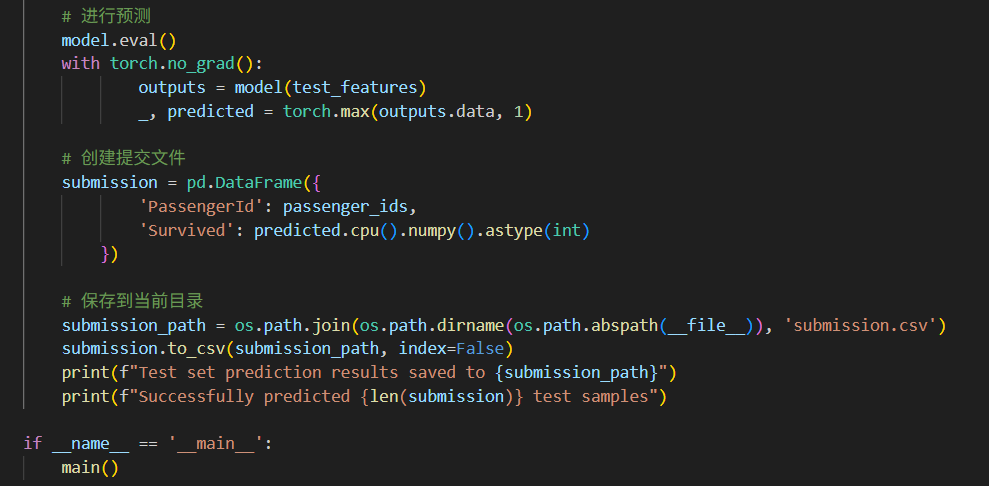 # 进行预测
model.eval()
with torch.no_grad():
outputs = model(test_features)
_, predicted = torch.max(outputs.data, 1)
# 创建提交文件
submission = pd.DataFrame({
'PassengerId': passenger_ids,
'Survived': predicted.cpu().numpy().astype(int)
})
# 保存到当前目录
submission_path = os.path.join(os.path.dirname(os.path.abspath(__file__)), 'submission.csv')
submission.to_csv(submission_path, index=False)
print(f"Test set prediction results saved to {submission_path}")
print(f"Successfully predicted {len(submission)} test samples")
if __name__ == '__main__':
main()